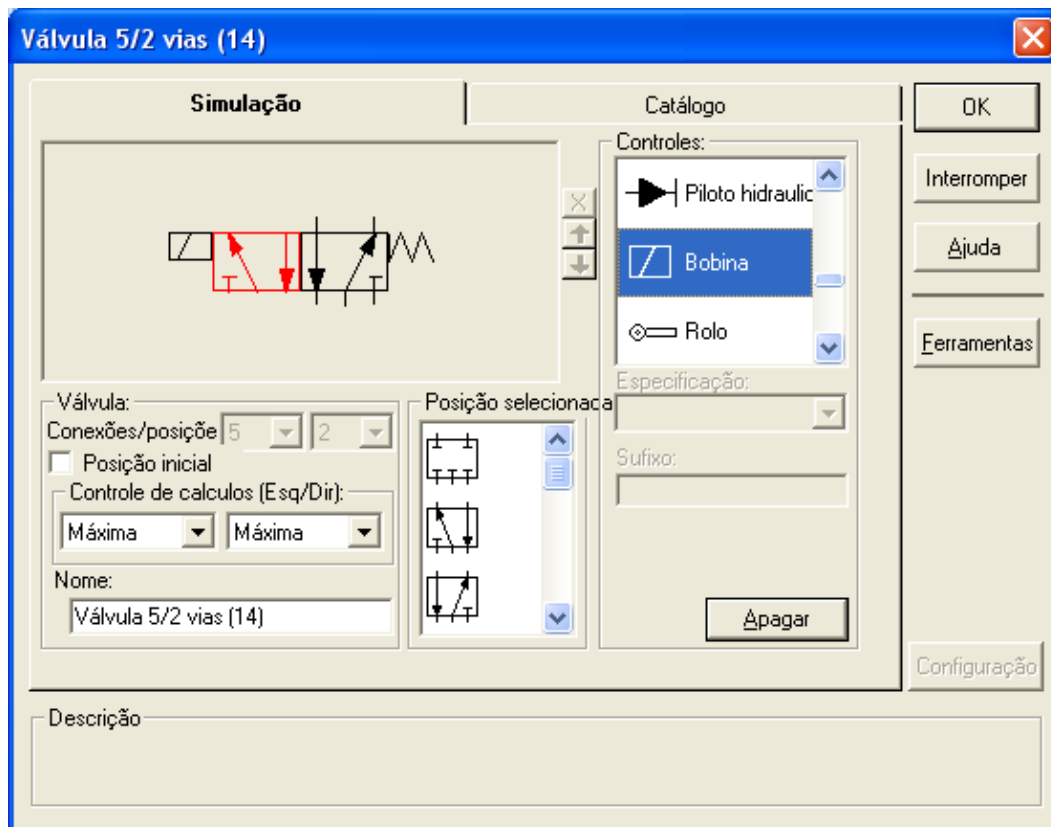 Válvula 5/2 vias (14)
Simulação
Catálogo
OK
Interromper
Ajuda
Ferramentas
Configuração
Controles:
Piloto hidraulic
Bobina
Rolo
Especificação:
Sufixo:
Apagar
Válvula:
Conexões/posiçõe 5 2
Posição inicial
Controle de calculos (Esq/Dir):
Máxima Máxima
Nome:
Válvula 5/2 vias (14)
Posição selecionada
Descrição